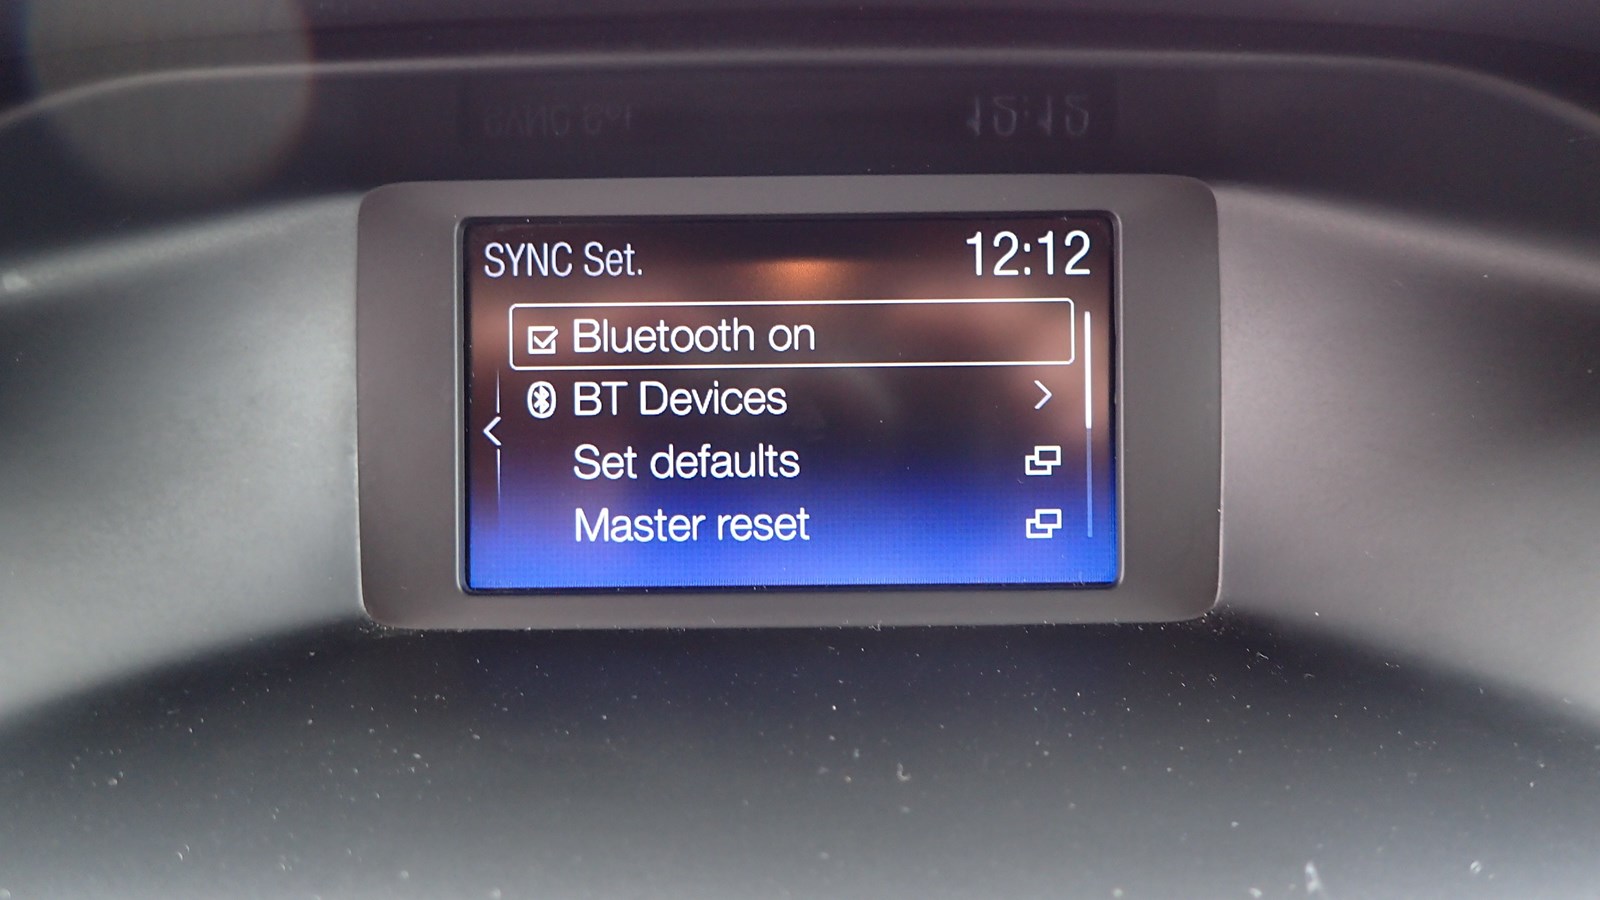 SYNC Set. 12:12
Bluetooth on
BT Devices
Set defaults
Master reset